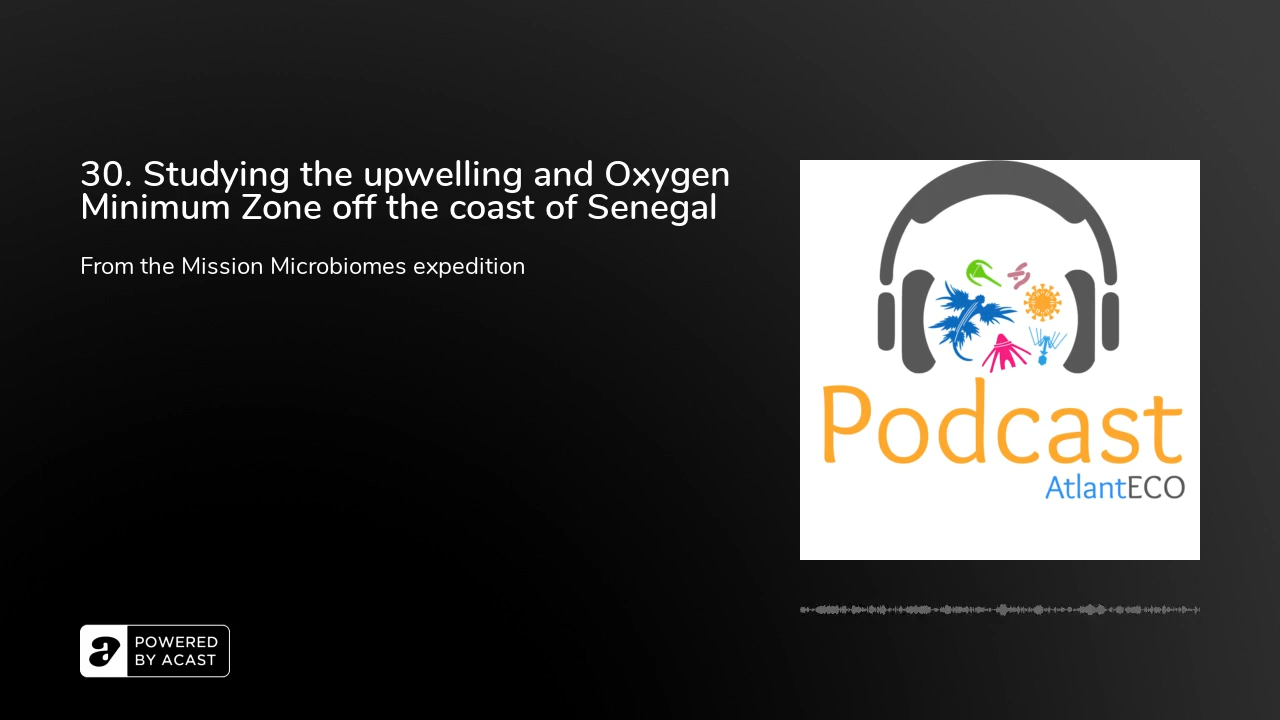 30. Studying the upwelling and Oxygen
Minimum Zone off the coast of Senegal
From the Mission Microbiomes expedition
Podcast
AtlantECO
POWERED
BY ACAST